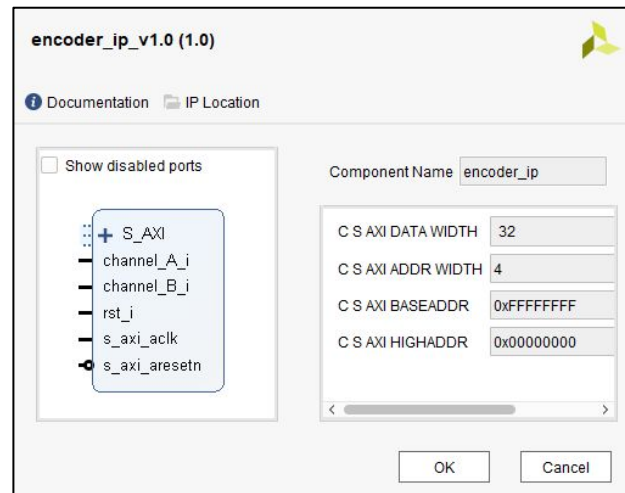 encoder_ip_v1.0 (1.0)
i Documentation IP Location
Show disabled ports
S_AXI
channel_A_i
channel_B_i
rst_i
s_axi_aclk
s_axi_aresetn
Component Name encoder_ip
C S AXI DATA WIDTH 32
C S AXI ADDR WIDTH 4
C S AXI BASEADDR 0xFFFFFFFF
C S AXI HIGHADDR 0x00000000
OK Cancel